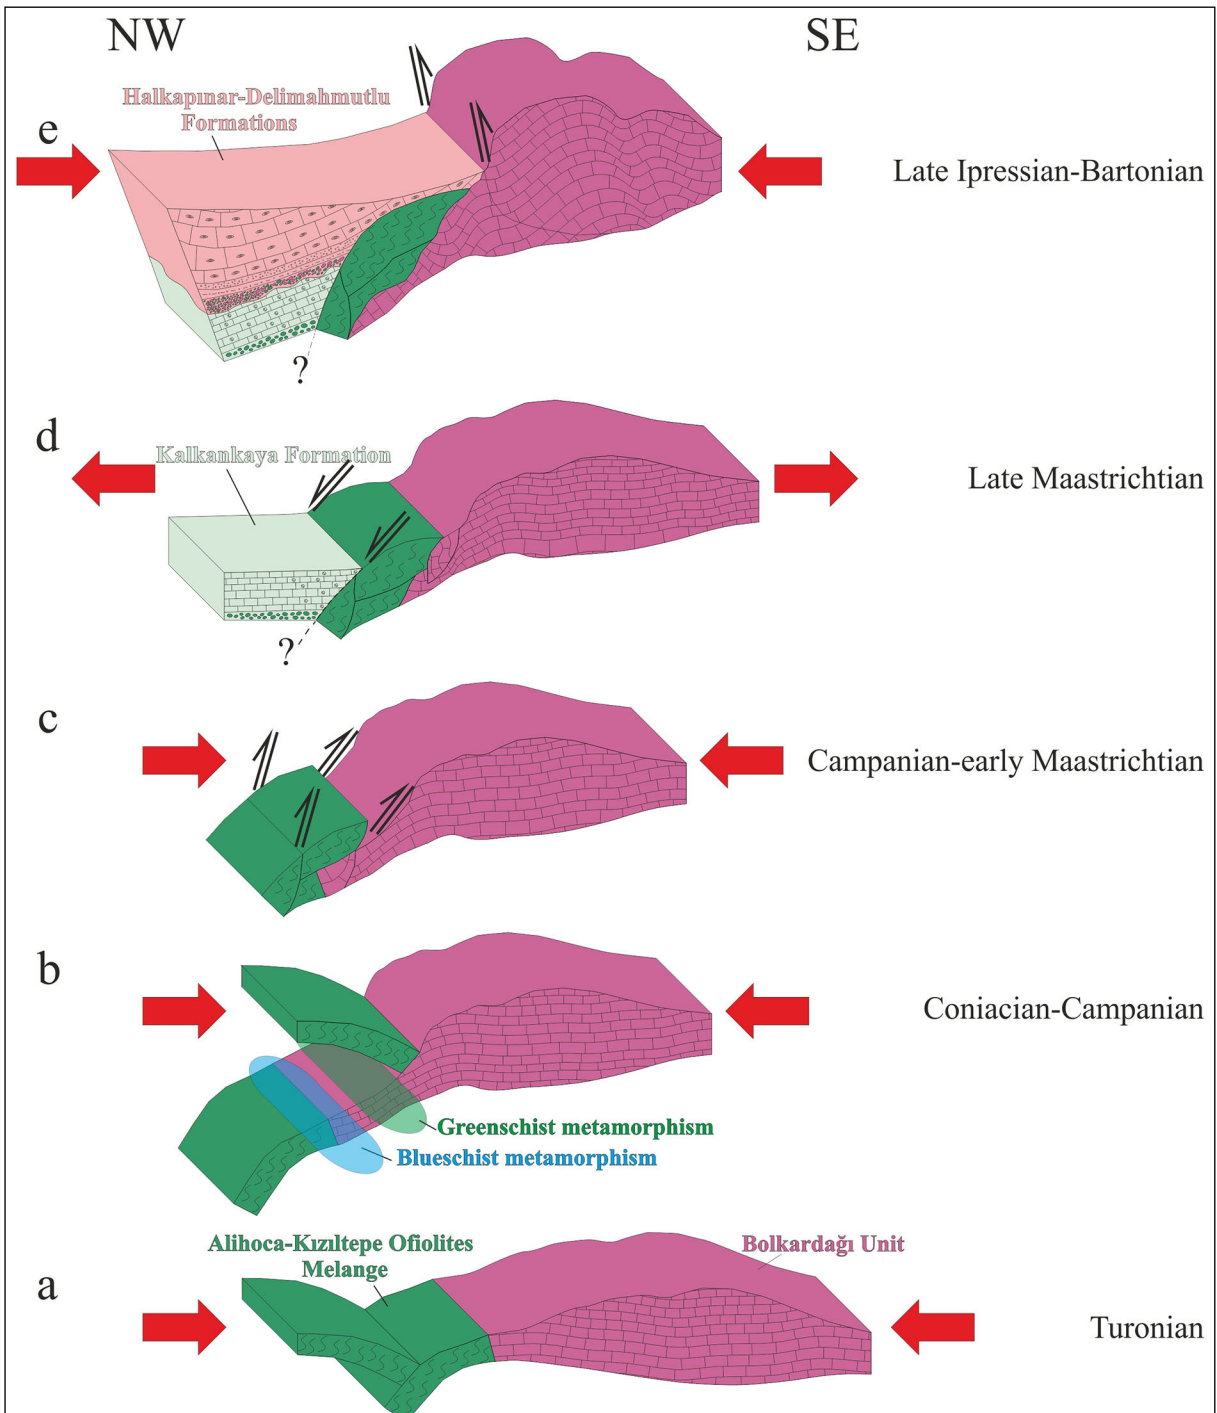 NW
SE
Halkapınar-Delimahmutlu
Formations
e
Late Ipressian-Bartonian
?
d
Kalkankaya Formation
Late Maastrichtian
?
c
Campanian-early Maastrichtian
b
Coniacian-Campanian
Greenschist metamorphism
Blueschist metamorphism
Alihoca-Kızıltepe Ofiolites
Melange
Bolkardağı Unit
a
Turonian